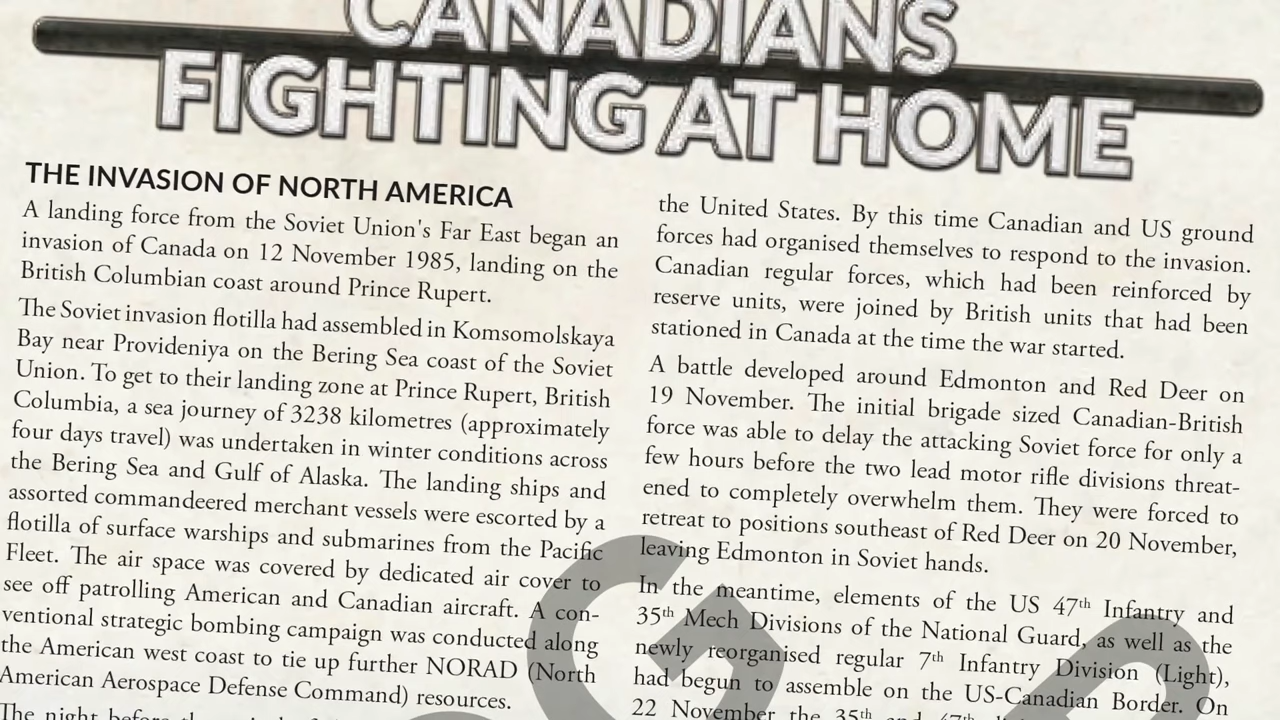 CANADIANS
FIGHTING AT HOME
THE INVASION OF NORTH AMERICA
A landing force from the Soviet Union's Far East began an
invasion of Canada on 12 November 1985, landing on the
British Columbian coast around Prince Rupert.
The Soviet invasion flotilla had assembled in Komsomolskaya
Bay near Provideniya on the Bering Sea coast of the Soviet
Union. To get to their landing zone at Prince Rupert, British
Columbia, a sea journey of 3238 kilometres (approximately
four days travel) was undertaken in winter conditions across
the Bering Sea and Gulf of Alaska. The landing ships and
assorted commandeered merchant vessels were escorted by a
flotilla of surface warships and submarines from the Pacific
Fleet. The air space was covered by dedicated air cover to
see off patrolling American and Canadian aircraft. A con-
ventional strategic bombing campaign was conducted along
the American west coast to tie up further NORAD (North
American Aerospace Defense Command) resources.
The night before
the United States. By this time Canadian and US ground
forces had organised themselves to respond to the invasion.
Canadian regular forces, which had been reinforced by
reserve units, were joined by British units that had been
stationed in Canada at the time the war started.
A battle developed around Edmonton and Red Deer on
19 November. The initial brigade sized Canadian-British
force was able to delay the attacking Soviet force for only a
few hours before the two lead motor rifle divisions threat-
ened to completely overwhelm them. They were forced to
retreat to positions southeast of Red Deer on 20 November,
leaving Edmonton in Soviet hands.
In the meantime, elements of the US 47th Infantry and
35th Mech Divisions of the National Guard, as well as the
newly reorganised regular 7th Infantry Division (Light),
had begun to assemble on the US-Canadian Border. On
22 November the 35th and 47th